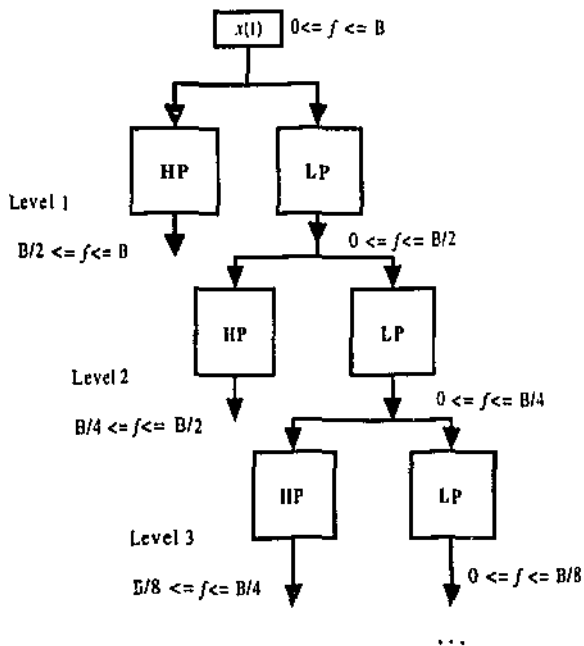 x(t) 0<= f <= B
HP LP
Level 1
B/2 <= f<= B
0 <= f<= B/2
HP LP
Level 2
B/4 <= f<= B/2
0 <= f<= B/4
HP LP
Level 3
B/8 <= f<= B/4
0 <= f<= B/8
...